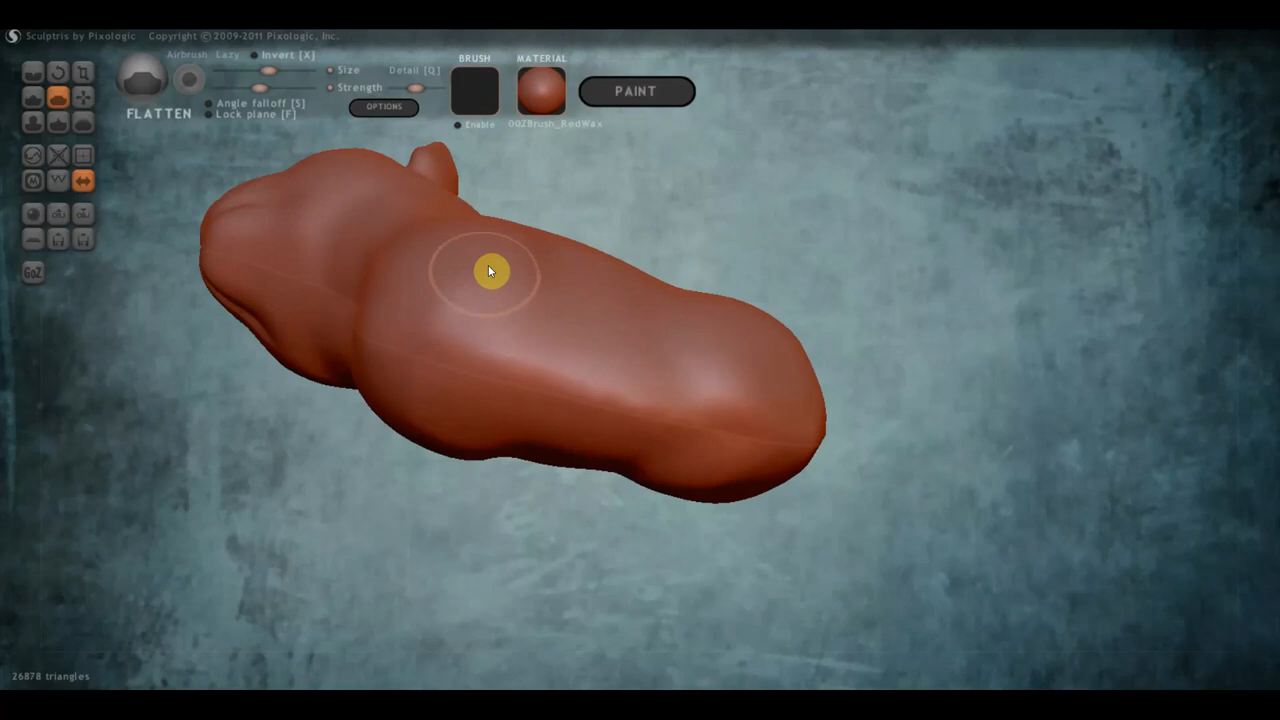 Sculptris by Pixologic Copyright ©2009-2011 Pixologic, Inc.
Airbrush Lazy Invert [X]
Size Detail [Q]
Strength
Angle falloff [S]
Lock plane [F]
FLATTEN
OPTIONS
BRUSH
Enable
MATERIAL
00ZBrush_RedWax
PAINT
GoZ
26878 triangles